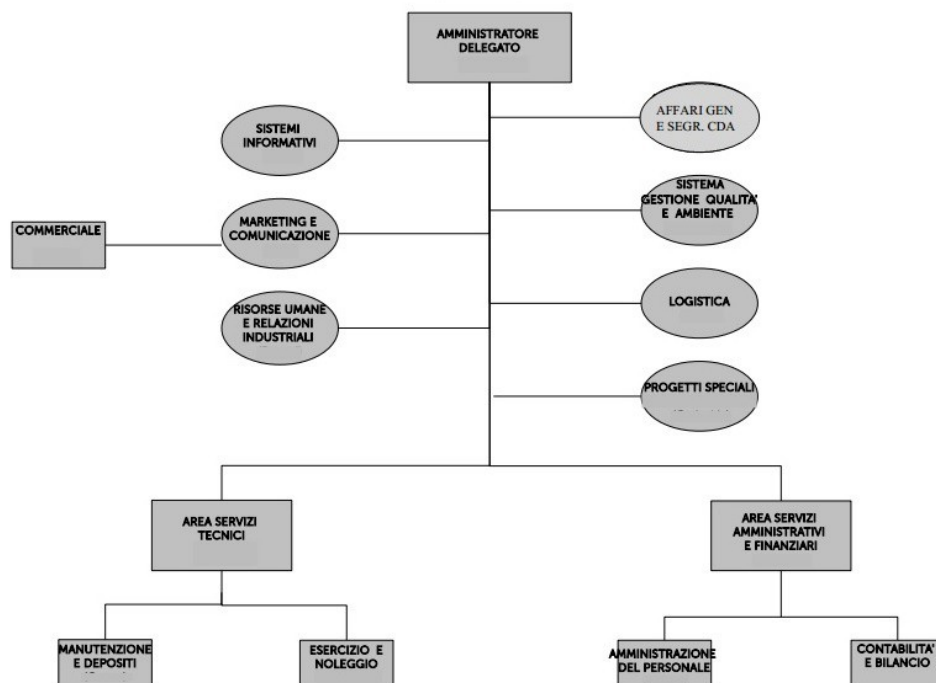 AMMINISTRATORE
DELEGATO
AFFARI GEN
E SEGR. CDA
SISTEMI
INFORMATIVI
SISTEMA
GESTIONE QUALITA'
E AMBIENTE
MARKETING E
COMUNICAZIONE
COMMERCIALE
RISORSE UMANE
E RELAZIONI
INDUSTRIALI
LOGISTICA
PROGETTI SPECIALI
AREA SERVIZI
TECNICI
AREA SERVIZI
AMMINISTRATIVI
E FINANZIARI
MANUTENZIONE
E DEPOSITI
ESERCIZIO E
NOLEGGIO
AMMINISTRAZIONE
DEL PERSONALE
CONTABILITA'
E BILANCIO